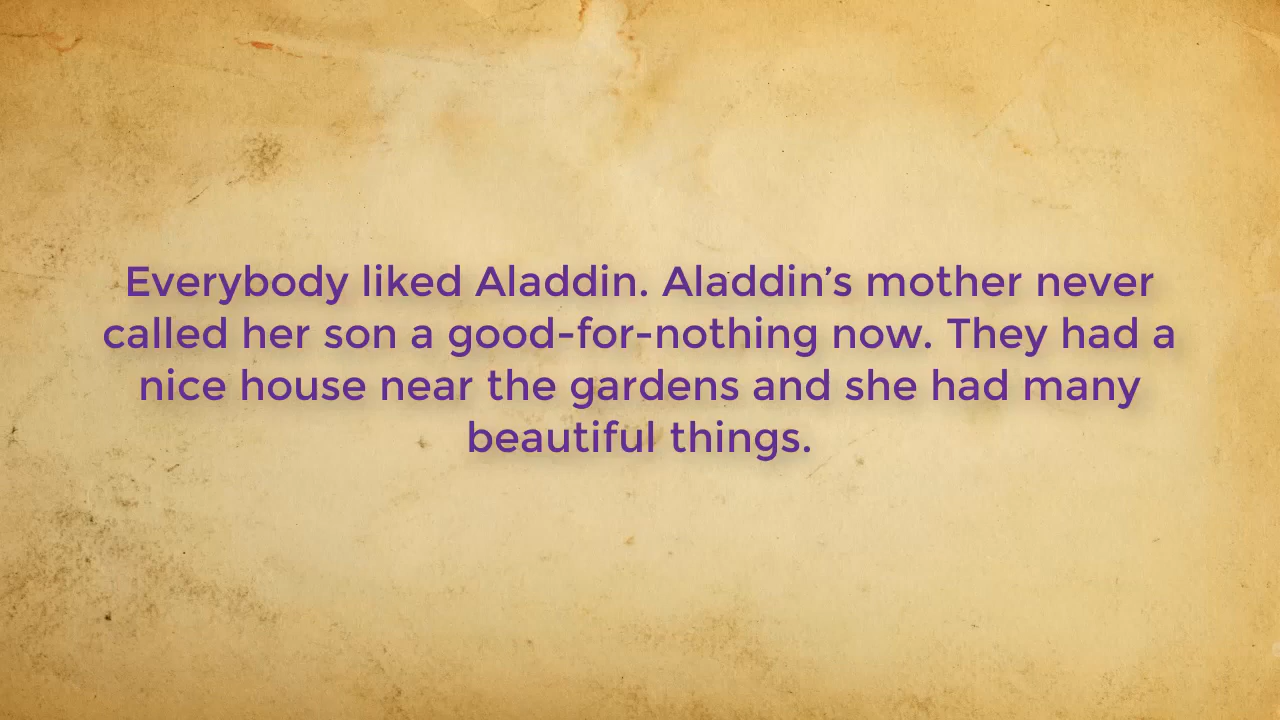 Everybody liked Aladdin. Aladdin’s mother never
called her son a good-for-nothing now. They had a
nice house near the gardens and she had many
beautiful things.